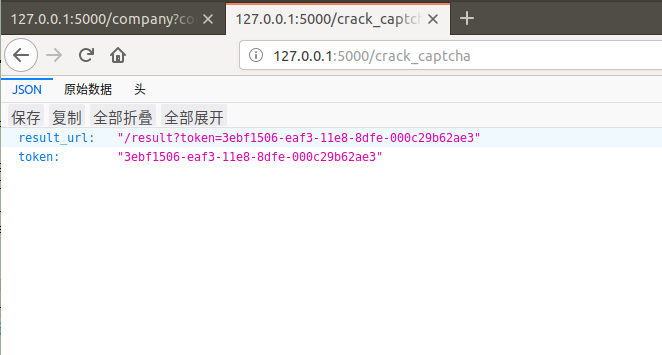 127.0.0.1:5000/company?co
127.0.0.1:5000/crack_captch
127.0.0.1:5000/crack_captcha
JSON 原始数据 头
保存 复制 全部折叠 全部展开
result_url: "/result?token=3ebf1506-eaf3-11e8-8dfe-000c29b62ae3"
token: "3ebf1506-eaf3-11e8-8dfe-000c29b62ae3"